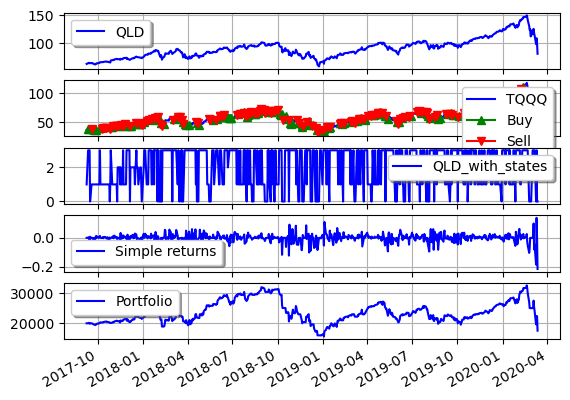 150
QLD
100
100
TQQQ
Buy
50
Sell
QLD_with_states
2
0
0.0
Simple returns
−0.2
30000
Portfolio
20000
2017-10 2018-01 2018-04 2018-07 2018-10 2019-01 2019-04 2019-07 2019-10 2020-01 2020-04